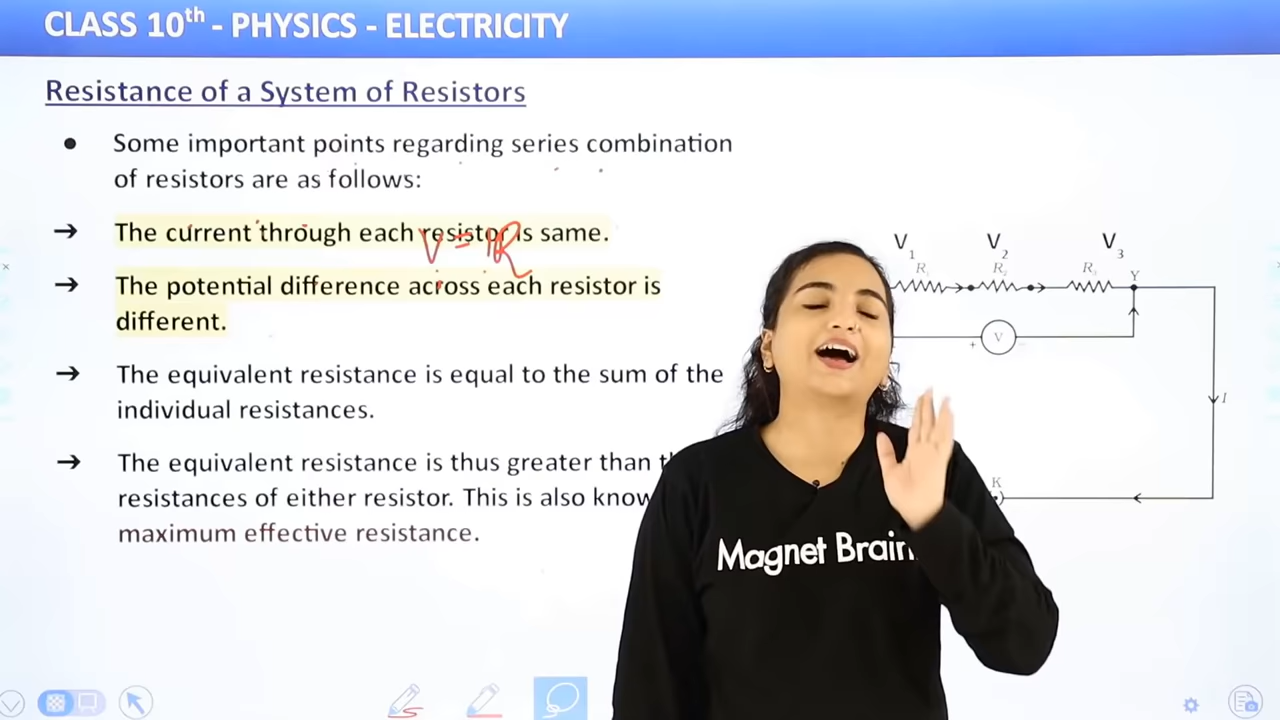 CLASS 10th - PHYSICS - ELECTRICITY
Resistance of a System of Resistors
● Some important points regarding series combination
of resistors are as follows:
➔ The current through each resistor is same.
V = IR
➔ The potential difference across each resistor is
different.
➔ The equivalent resistance is equal to the sum of the
individual resistances.
➔ The equivalent resistance is thus greater than
resistances of either resistor. This is also
maximum effective resistance.
V1 V2 V3
R1 R2 R3 Y
+ V −
I
K
Magnet